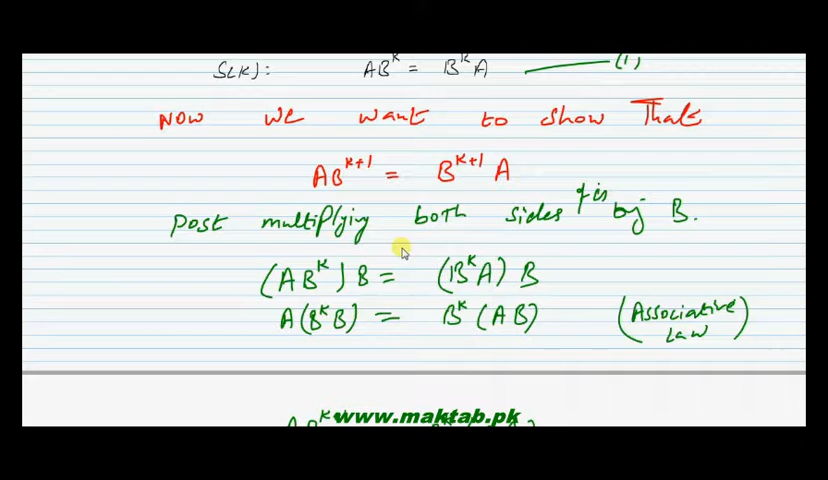 S(K): AB^K = B^K A (1)
Now we want to show That
AB^K+1 = B^K+1 A
Post multiplying both sides of (1) by B.
(AB^K) B = (B^K A) B
A(B^K B) = B^K (AB) (Associative
Law)
www.maktab.pk